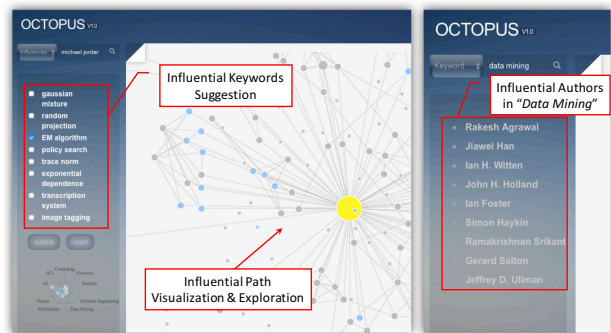 OCTOPUS V1.0
Influencers
michael jordar
Influential Keywords
Suggestion
gaussian
mixture
random
projection
EM algorithm
policy search
trace norm
exponential
dependence
transcription
system
image tagging
submit
reset
Influential Path
Visualization & Exploration
OCTOPUS V1.0
Keyword
data mining
Influential Authors
in "Data Mining"
Rakesh Agrawal
Jiawei Han
Ian H. Witten
John H. Holland
Ian Foster
Simon Haykin
Ramakrishnan Srikant
Gerard Salton
Jeffrey D. Ullman